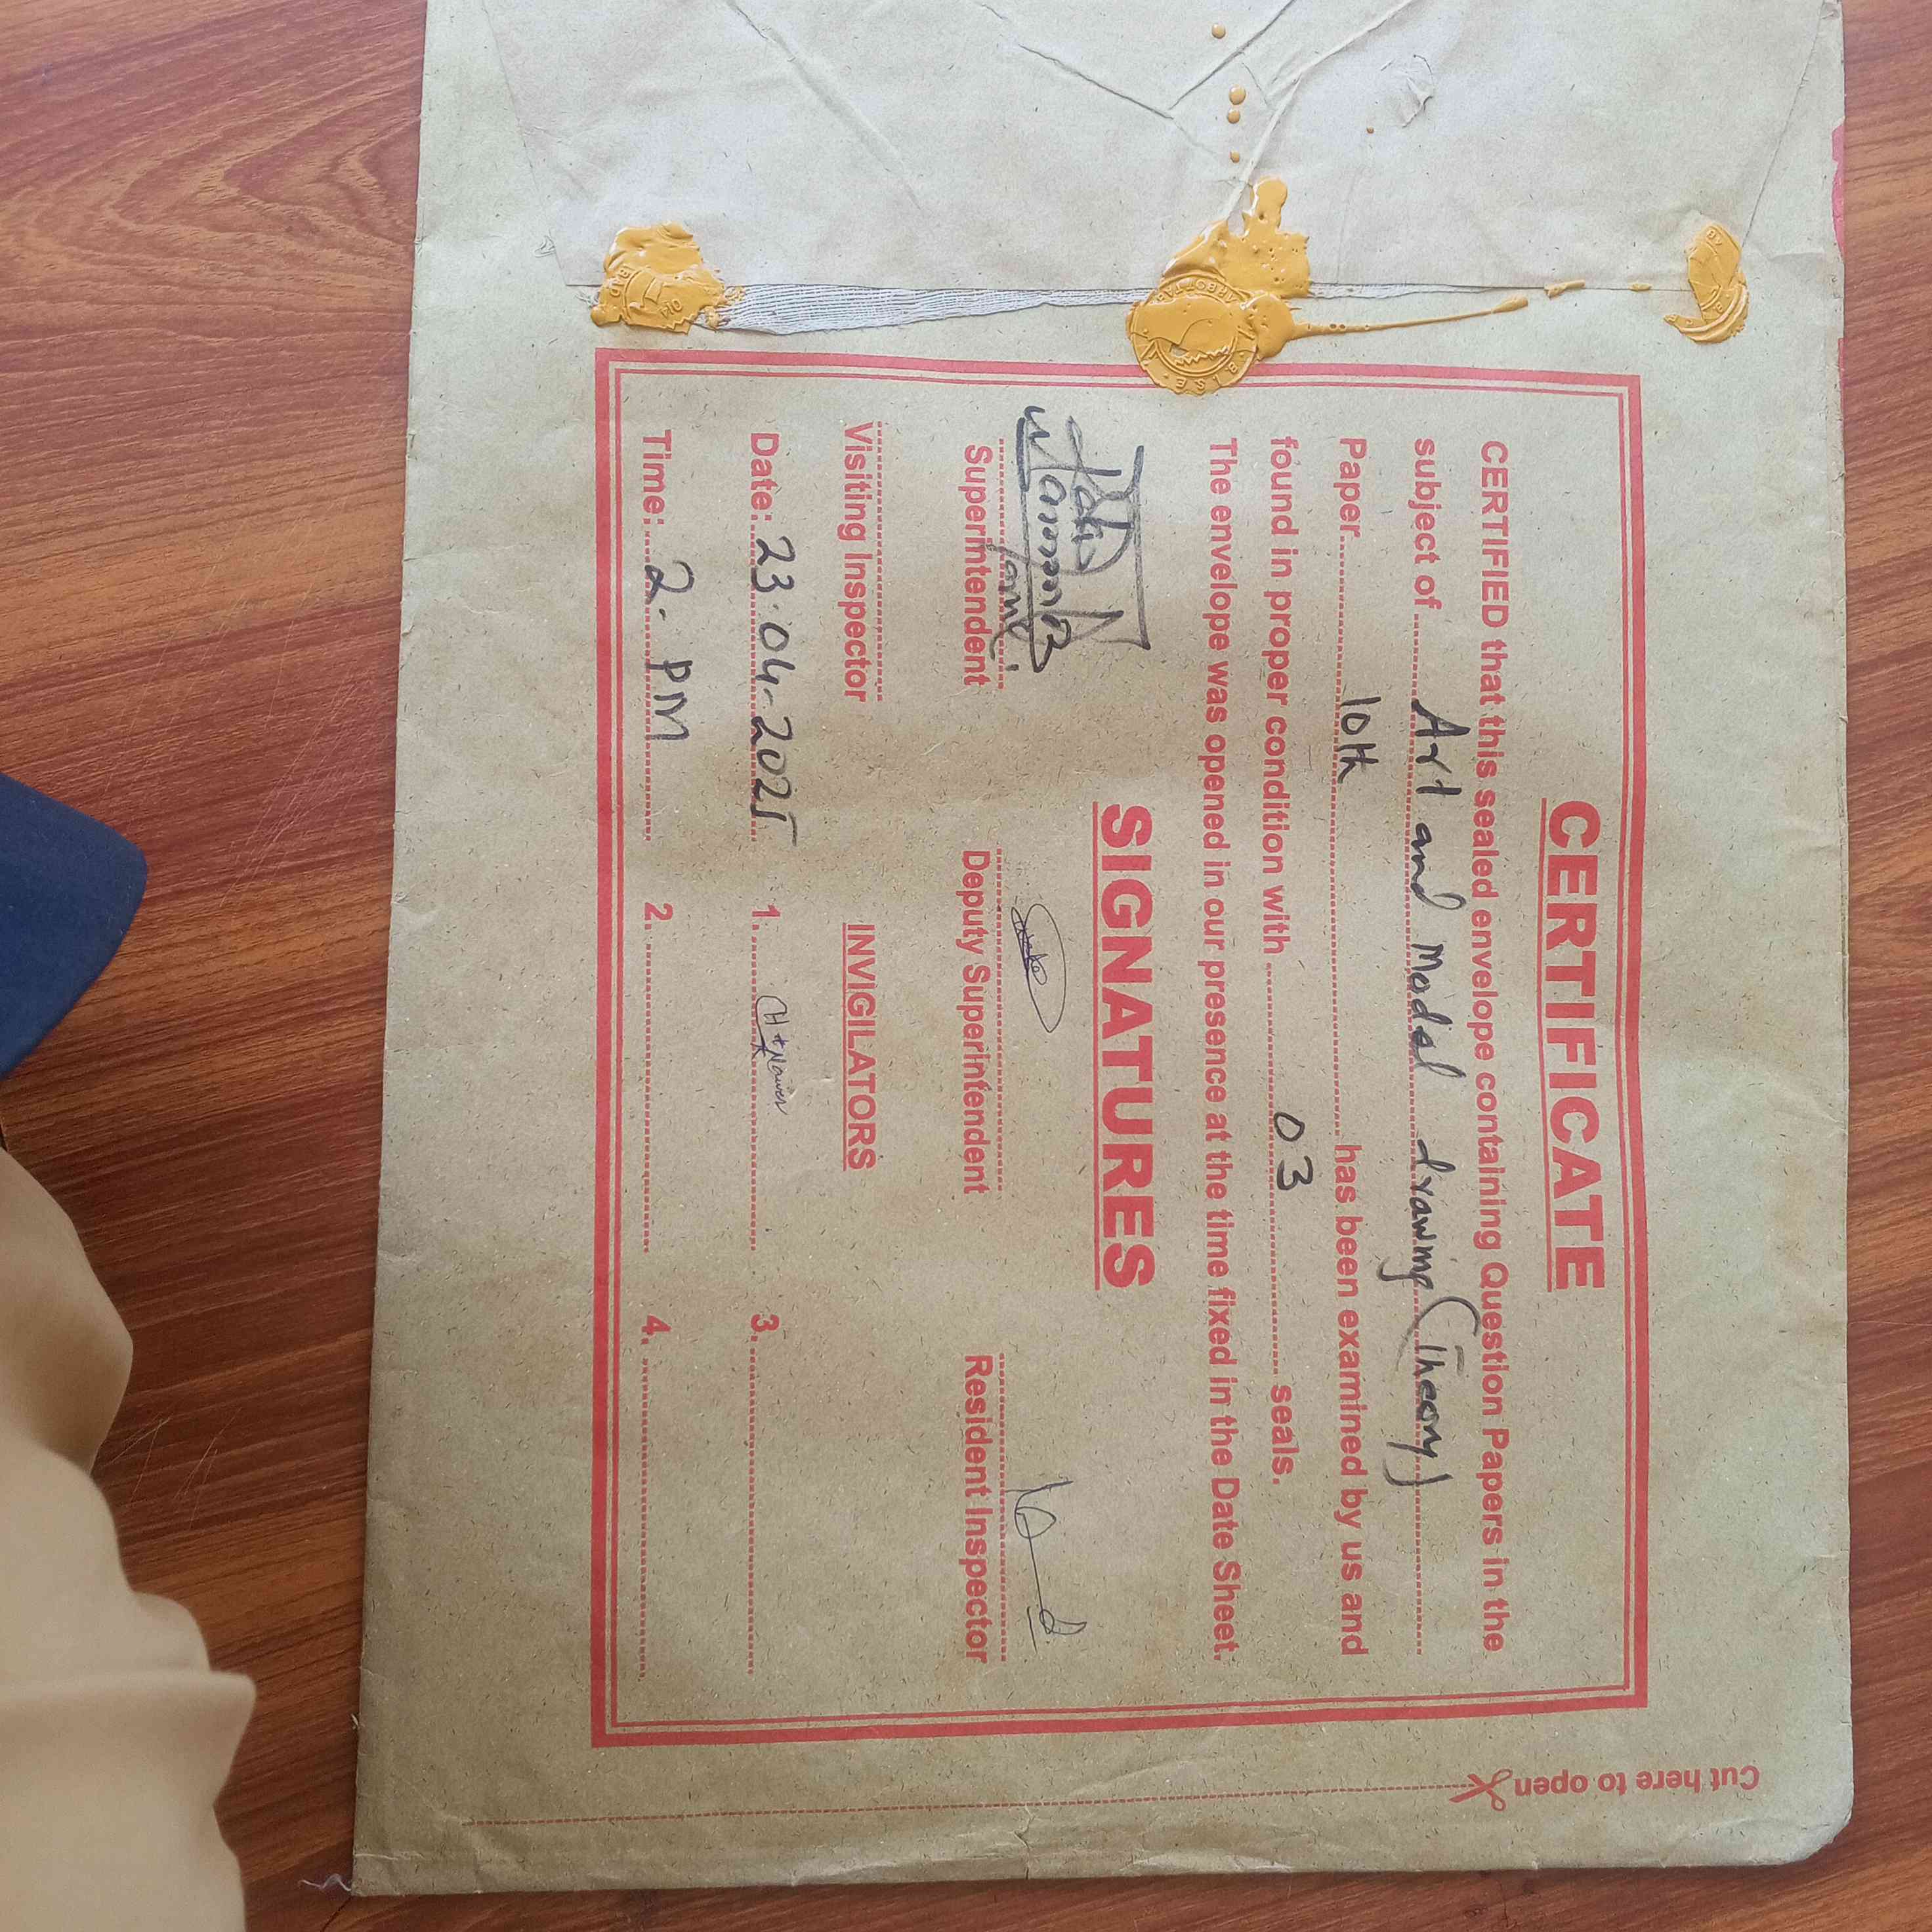 CERTIFICATE
CERTIFIED that this sealed envelope containing Question Papers in the
subject of Art and Model drawing (Theory)
Paper 10th has been examined by us and
found in proper condition with 03 seals.
The envelope was opened in our presence at the time fixed in the Date Sheet.
SIGNATURES
Superintendent Deputy Superintendent Resident Inspector
Visiting Inspector INVIGILATORS
Date: 23.04-2025 1. 3.
Time: 2. PM 2. 4.
Cut here to open
B.I.S.E.